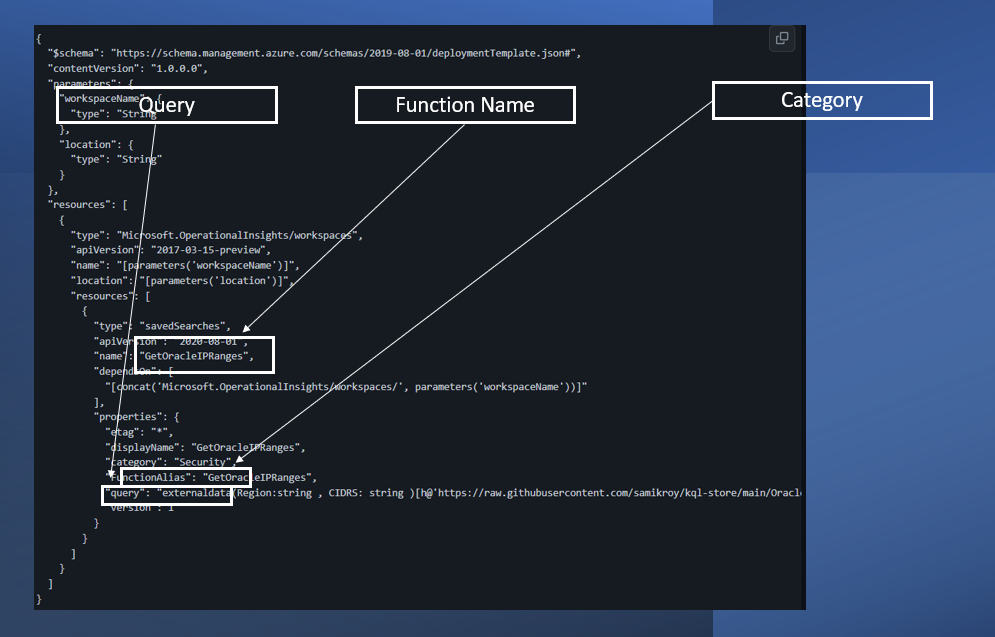 {
"$schema": "https://schema.management.azure.com/schemas/2019-08-01/deploymentTemplate.json#",
"contentVersion": "1.0.0.0",
"parameters": {
"workspaceName": {
Query
Function Name
Category
"type": "String"
},
"location": {
"type": "String"
}
},
"resources": [
{
"type": "Microsoft.OperationalInsights/workspaces",
"apiVersion": "2017-03-15-preview",
"name": "[parameters('workspaceName')]",
"location": "[parameters('location')]",
"resources": [
{
"type": "savedSearches",
"apiVersion": "2020-08-01",
"name": "GetOracleIPRanges",
"dependsOn": [
"[concat('Microsoft.OperationalInsights/workspaces/', parameters('workspaceName'))]"
],
"properties": {
"etag": "*",
"displayName": "GetOracleIPRanges",
"category": "Security",
"FunctionAlias": "GetOracleIPRanges",
"query": "externaldata(Region:string , CIDRS: string )[h@'https://raw.githubusercontent.com/samikroy/kql-store/main/Oracl
"version": 1
}
}
]
}
]
}